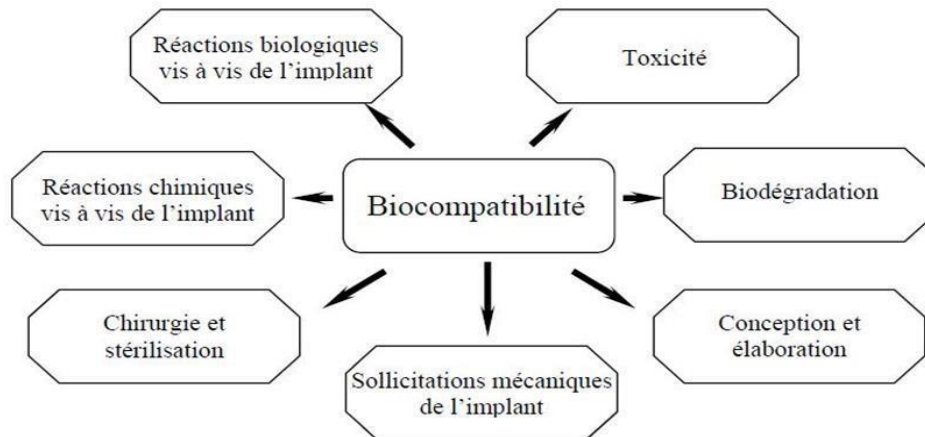 Réactions biologiques
vis à vis de l’implant
Toxicité
Réactions chimiques
vis à vis de l’implant
Biocompatibilité
Biodégradation
Chirurgie et
stérilisation
Sollicitations mécaniques
de l’implant
Conception et
élaboration